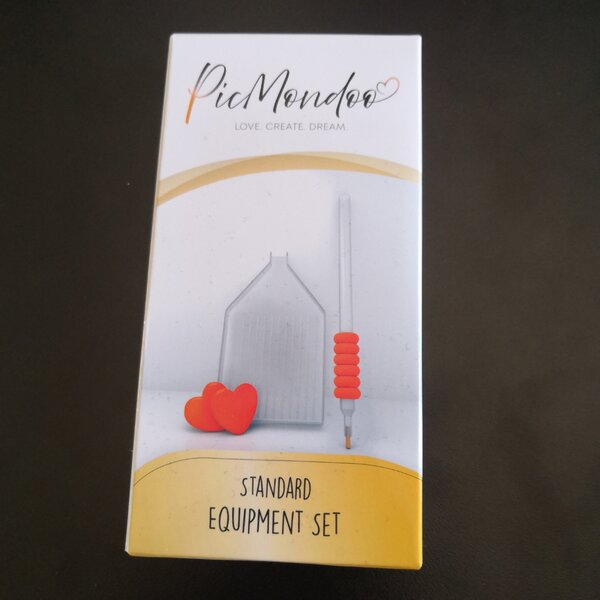 PicMondoo
LOVE. CREATE. DREAM.
STANDARD
EQUIPMENT SET